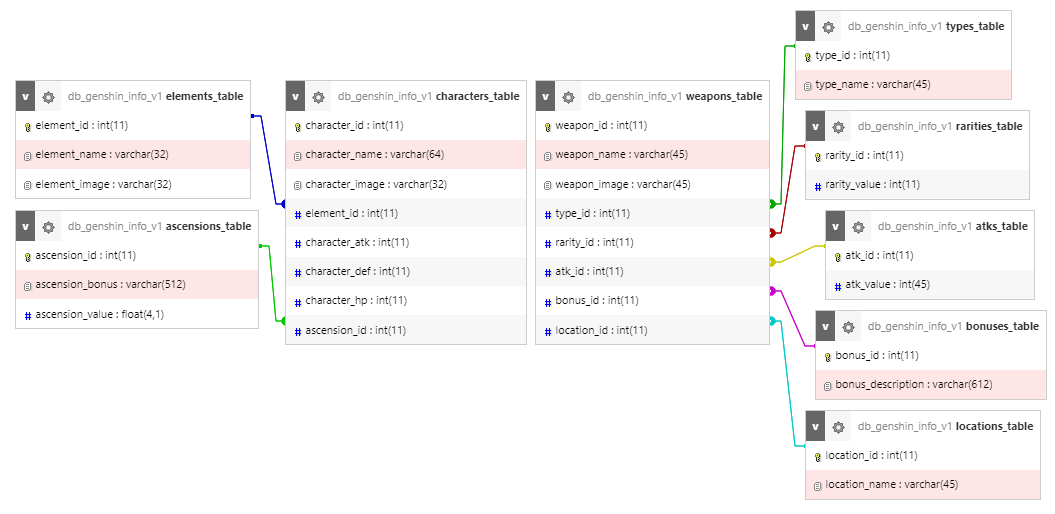 v db_genshin_info_v1 elements_table
element_id : int(11)
element_name : varchar(32)
element_image : varchar(32)
v db_genshin_info_v1 ascensions_table
ascension_id : int(11)
ascension_bonus : varchar(512)
# ascension_value : float(4,1)
v db_genshin_info_v1 characters_table
character_id : int(11)
character_name : varchar(64)
character_image : varchar(32)
# element_id : int(11)
# character_atk : int(11)
# character_def : int(11)
# character_hp : int(11)
# ascension_id : int(11)
v db_genshin_info_v1 weapons_table
weapon_id : int(11)
weapon_name : varchar(45)
weapon_image : varchar(45)
# type_id : int(11)
# rarity_id : int(11)
# atk_id : int(11)
# bonus_id : int(11)
# location_id : int(11)
v db_genshin_info_v1 types_table
type_id : int(11)
type_name : varchar(45)
v db_genshin_info_v1 rarities_table
rarity_id : int(11)
# rarity_value : int(11)
v db_genshin_info_v1 atks_table
atk_id : int(11)
# atk_value : int(45)
v db_genshin_info_v1 bonuses_table
bonus_id : int(11)
bonus_description : varchar(612)
v db_genshin_info_v1 locations_table
location_id : int(11)
location_name : varchar(45)